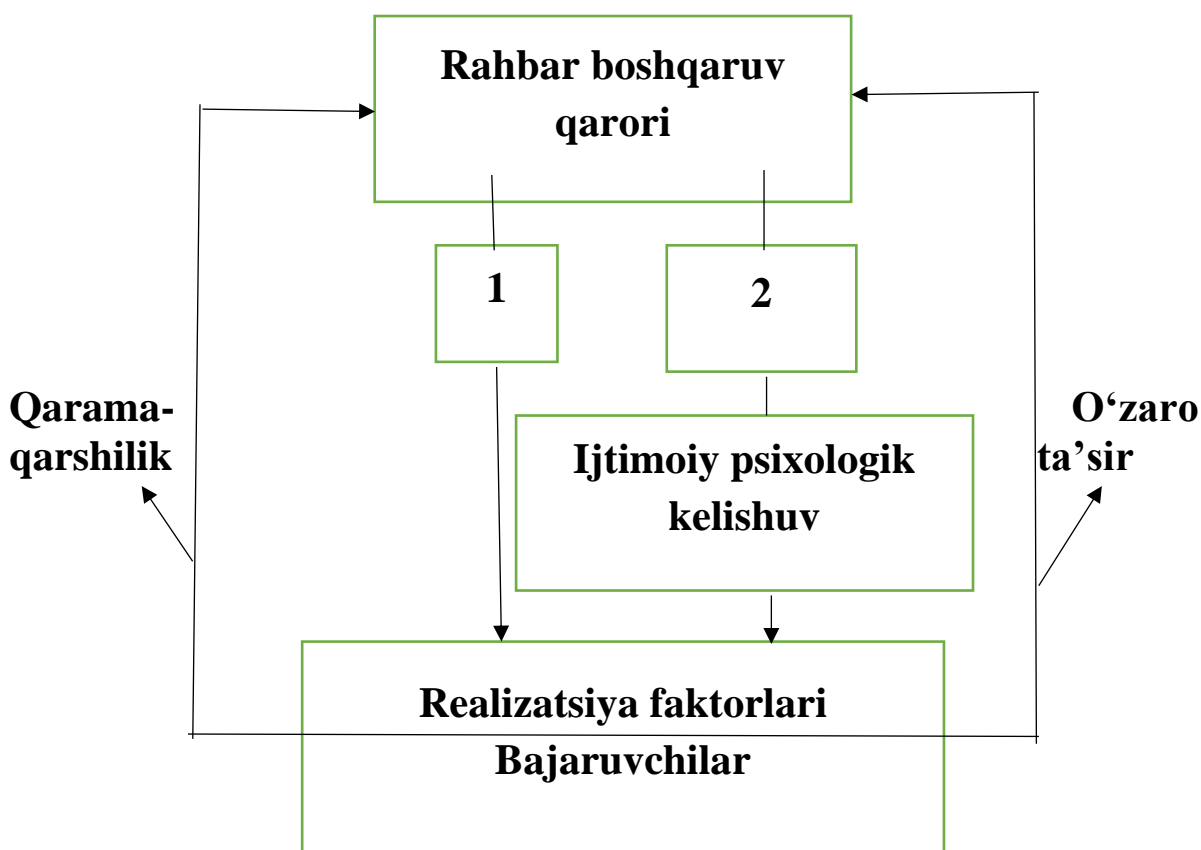 Rahbar boshqaruv
qarori
1
2
Qarama-
qarshilik
O‘zaro
ta’sir
Ijtimoiy psixologik
kelishuv
Realizatsiya faktorlari
Bajaruvchilar